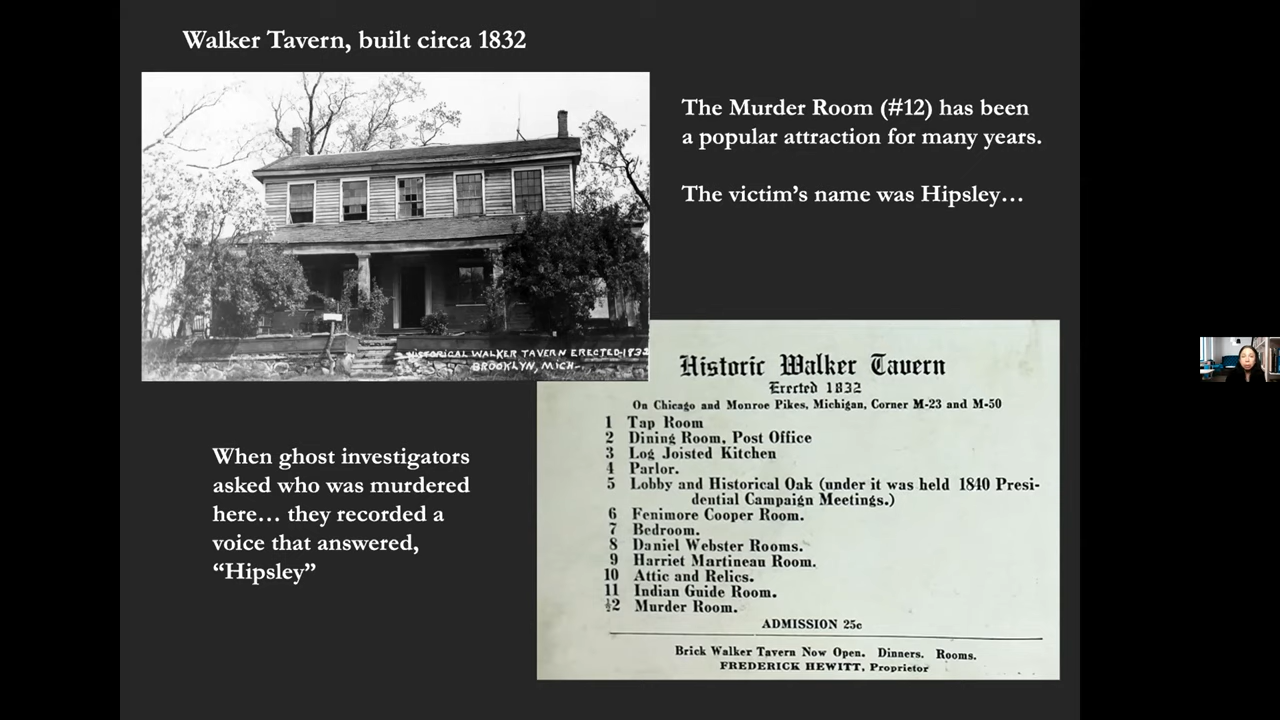 Walker Tavern, built circa 1832
The Murder Room (#12) has been
a popular attraction for many years.
The victim’s name was Hipsley…
HISTORICAL WALKER TAVERN ERECTED-1832
BROOKLYN, MICH-
When ghost investigators
asked who was murdered
here… they recorded a
voice that answered,
“Hipsley”
Historic Walker Tavern
Erected 1832
On Chicago and Monroe Pikes, Michigan, Corner M-23 and M-50
1 Tap Room
2 Dining Room, Post Office
3 Log Joisted Kitchen
4 Parlor.
5 Lobby and Historical Oak (under it was held 1840 Presi-
dential Campaign Meetings.)
6 Fenimore Cooper Room.
7 Bedroom.
8 Daniel Webster Rooms.
9 Harriet Martinean Room.
10 Attic and Relics.
11 Indian Guide Room.
12 Murder Room.
ADMISSION 25c
Brick Walker Tavern Now Open. Dinners. Rooms.
FREDERICK HEWITT, Proprietor